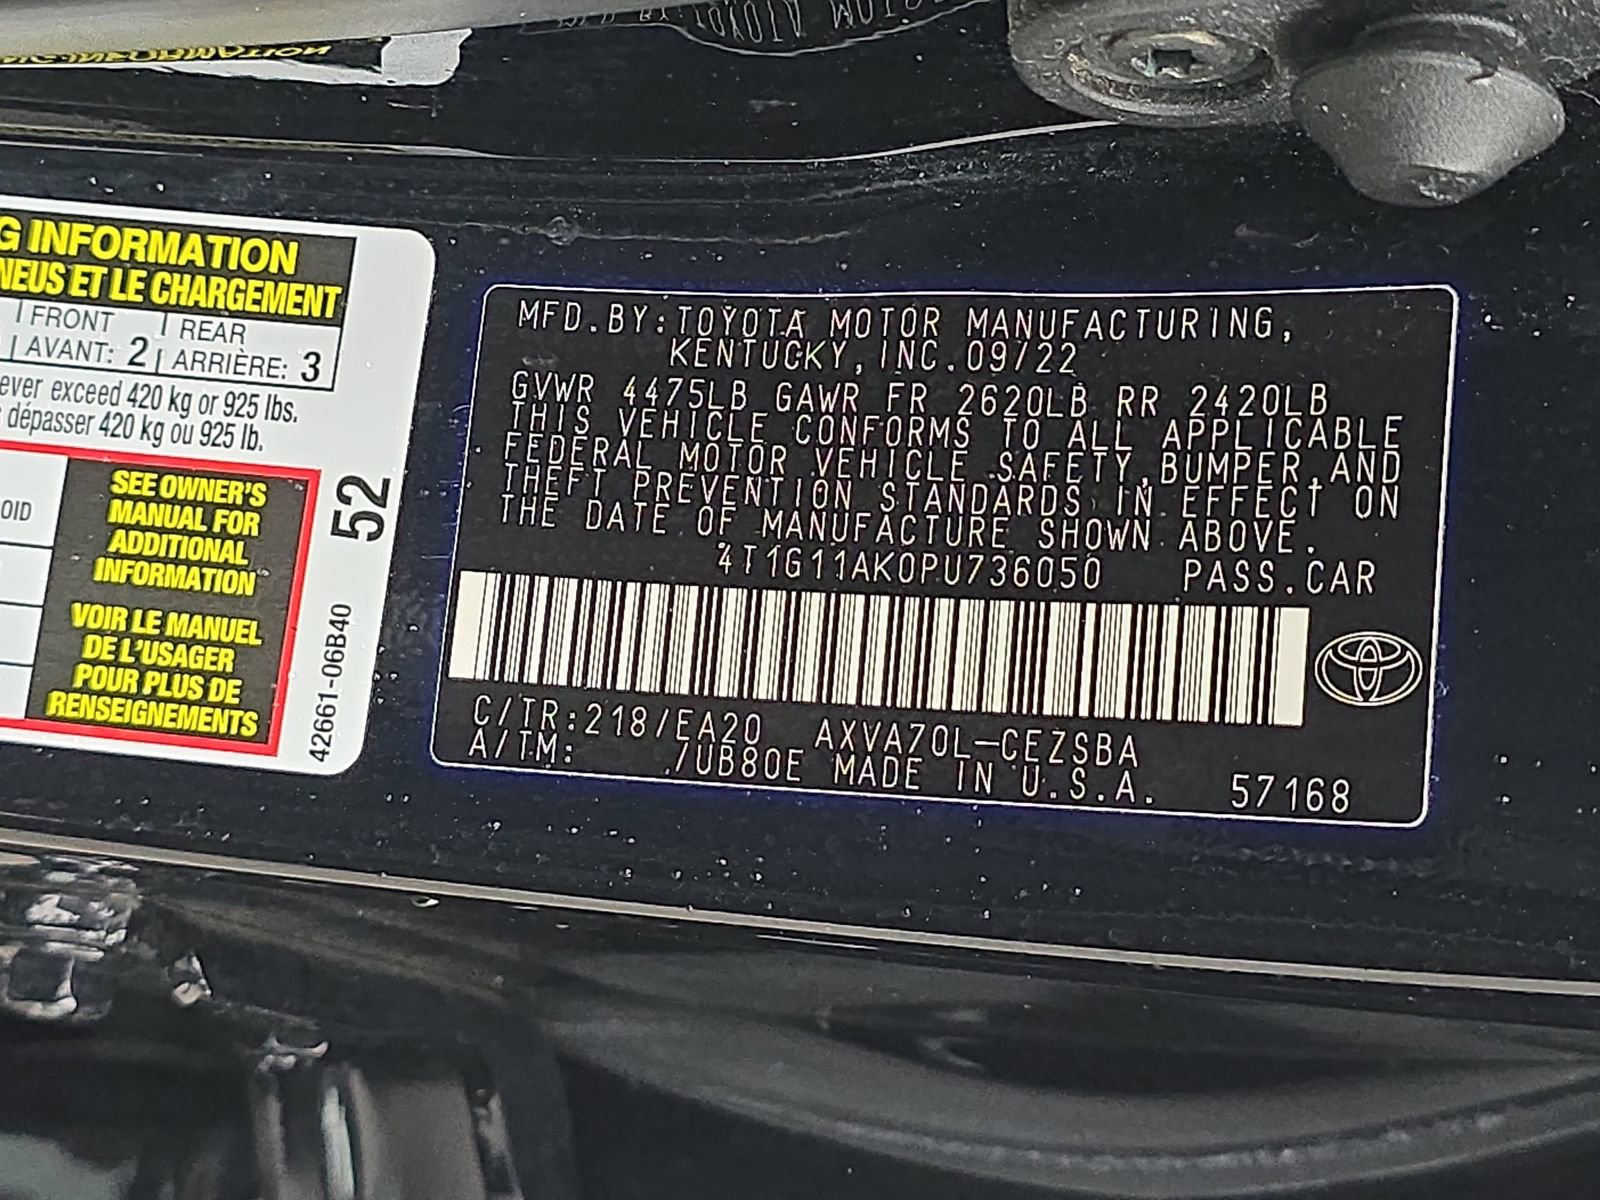 G INFORMATION
NEUS ET LE CHARGEMENT
FRONT REAR
AVANT: 2 ARRIÈRE: 3
ever exceed 420 kg or 925 lbs.
dépasser 420 kg ou 925 lb.
OID
SEE OWNER'S
MANUAL FOR
ADDITIONAL
INFORMATION
VOIR LE MANUEL
DE L'USAGER
POUR PLUS DE
RENSEIGNEMENTS
52
42661-06B40
MFD.BY:TOYOTA MOTOR MANUFACTURING,
KENTUCKY, INC.09/22
GVWR 4475LB GAWR FR 2620LB RR 2420LB
THIS VEHICLE CONFORMS TO ALL APPLICABLE
FEDERAL MOTOR VEHICLE SAFETY,BUMPER,AND
THEFT PREVENTION STANDARDS IN EFFECT ON
THE DATE OF MANUFACTURE SHOWN ABOVE.
4T1G11AK0PU736050 PASS.CAR
C/TR:218/EA20 AXVA70L-CEZSBA
A/TM: /UB80E MADE IN U.S.A. 57168